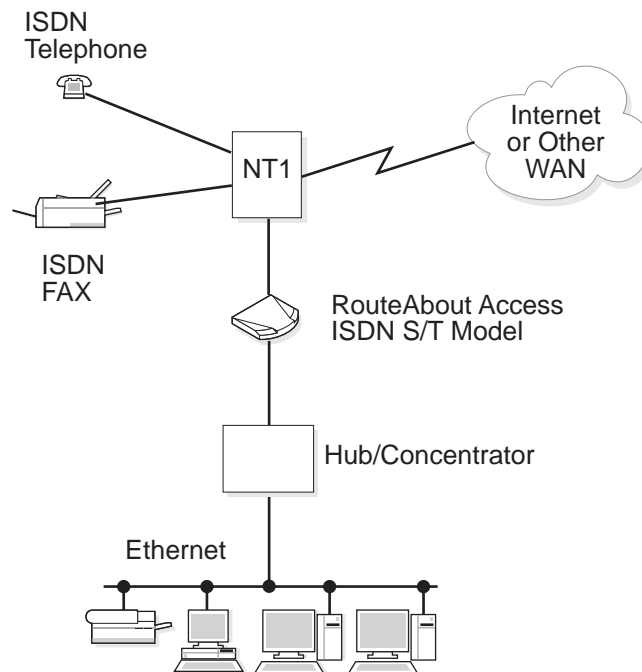 ISDN
Telephone
NT1
Internet
or Other
WAN
ISDN
FAX
RouteAbout Access
ISDN S/T Model
Hub/Concentrator
Ethernet